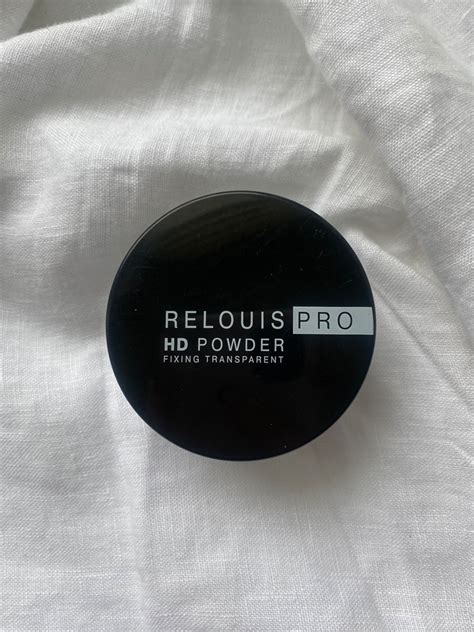 RELOUIS PRO
HD POWDER
FIXING TRANSPARENT